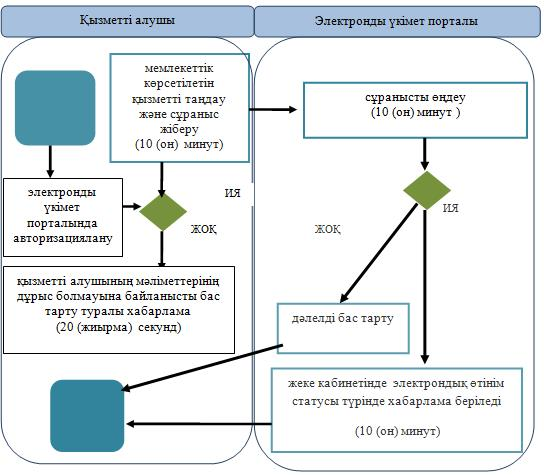 Қызметті алушы
Электронды үкімет порталы
мемлекеттік
көрсетілетін
қызметті таңдау
және сұраныс
жіберу
(10 (он) минут)
сұранысты өңдеу
(10 (он) минут )
электронды
үкімет
порталында
авторизациялану
ИЯ
ЖОҚ
ИЯ
ЖОҚ
қызметті алушының мәліметтерінің
дұрыс болмауына байланысты бас
тарту туралы хабарлама
(20 (жиырма) секунд)
дәлелді бас тарту
жеке кабинетінде электрондық өтінім
статусы түрінде хабарлама беріледі
(10 (он) минут)